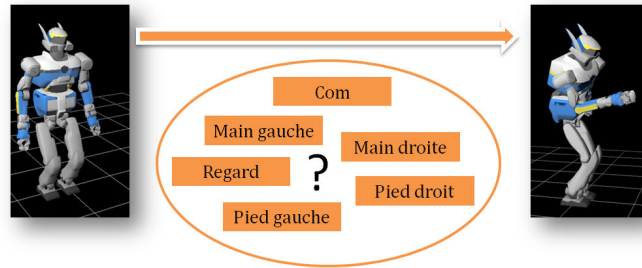 Com
Main gauche
Main droite
Regard
?
Pied droit
Pied gauche